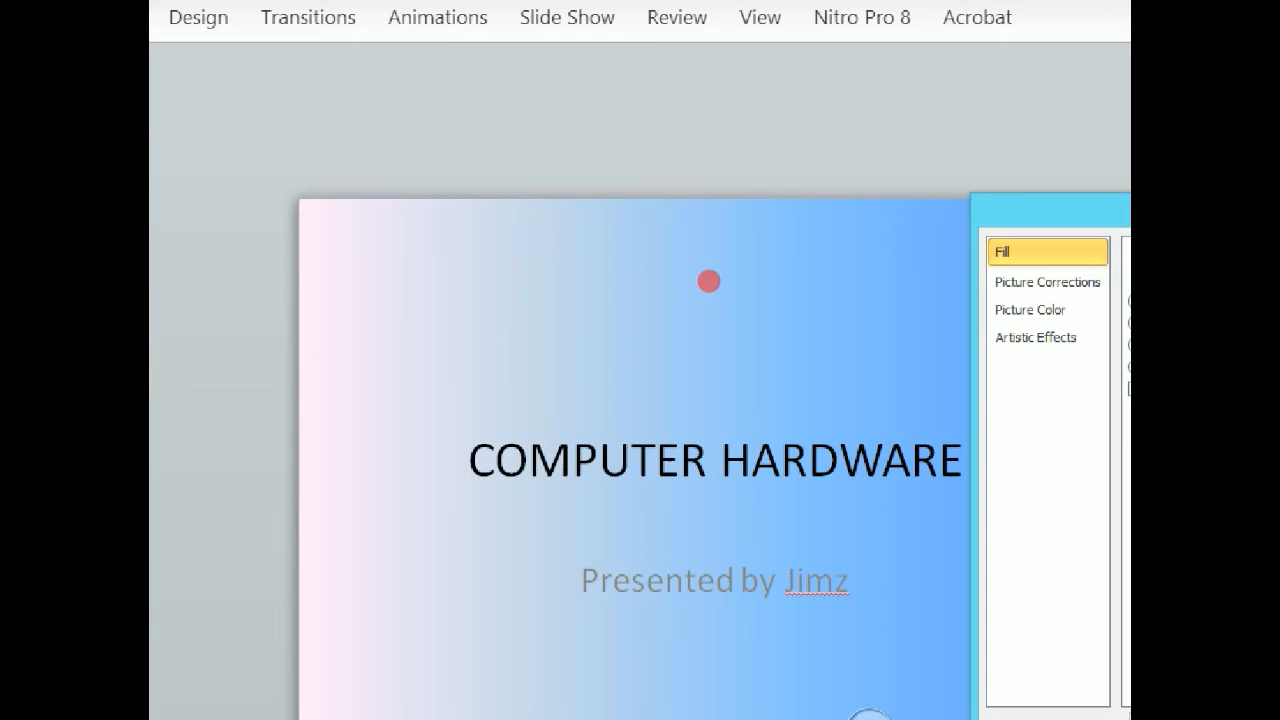 Design Transitions Animations Slide Show Review View Nitro Pro 8 Acrobat
Fill
Picture Corrections
Picture Color
Artistic Effects
COMPUTER HARDWARE
Presented by Jimz